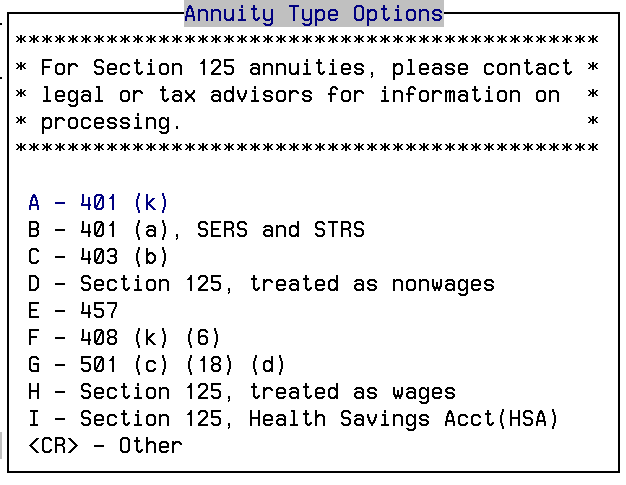 Annuity Type Options
*********************************************
* For Section 125 annuities, please contact *
* legal or tax advisors for information on  *
* processing.                               *
*********************************************
A - 401 (k)
B - 401 (a), SERS and STRS
C - 403 (b)
D - Section 125, treated as nonwages
E - 457
F - 408 (k) (6)
G - 501 (c) (18) (d)
H - Section 125, treated as wages
I - Section 125, Health Savings Acct(HSA)
<CR> - Other